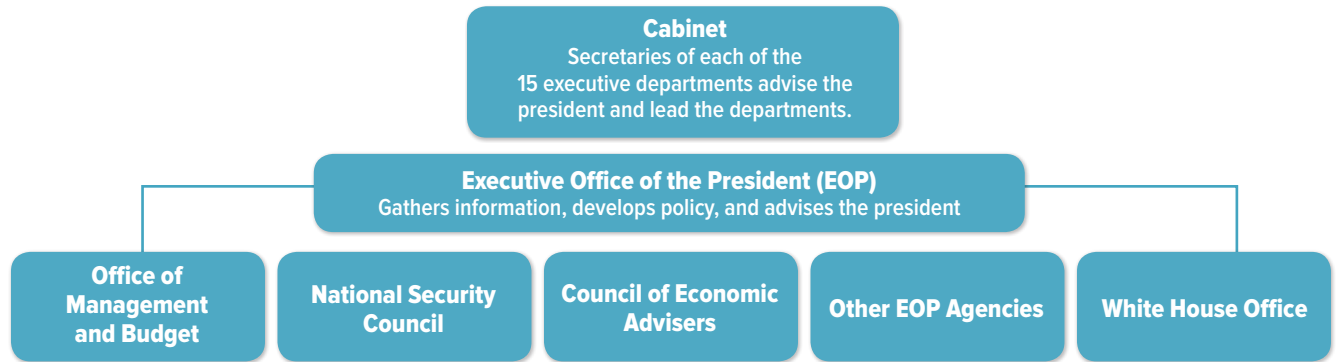 Cabinet
Secretaries of each of the
15 executive departments advise the
president and lead the departments.
Executive Office of the President (EOP)
Gathers information, develops policy, and advises the president
Office of
Management
and Budget
National Security
Council
Council of Economic
Advisers
Other EOP Agencies
White House Office